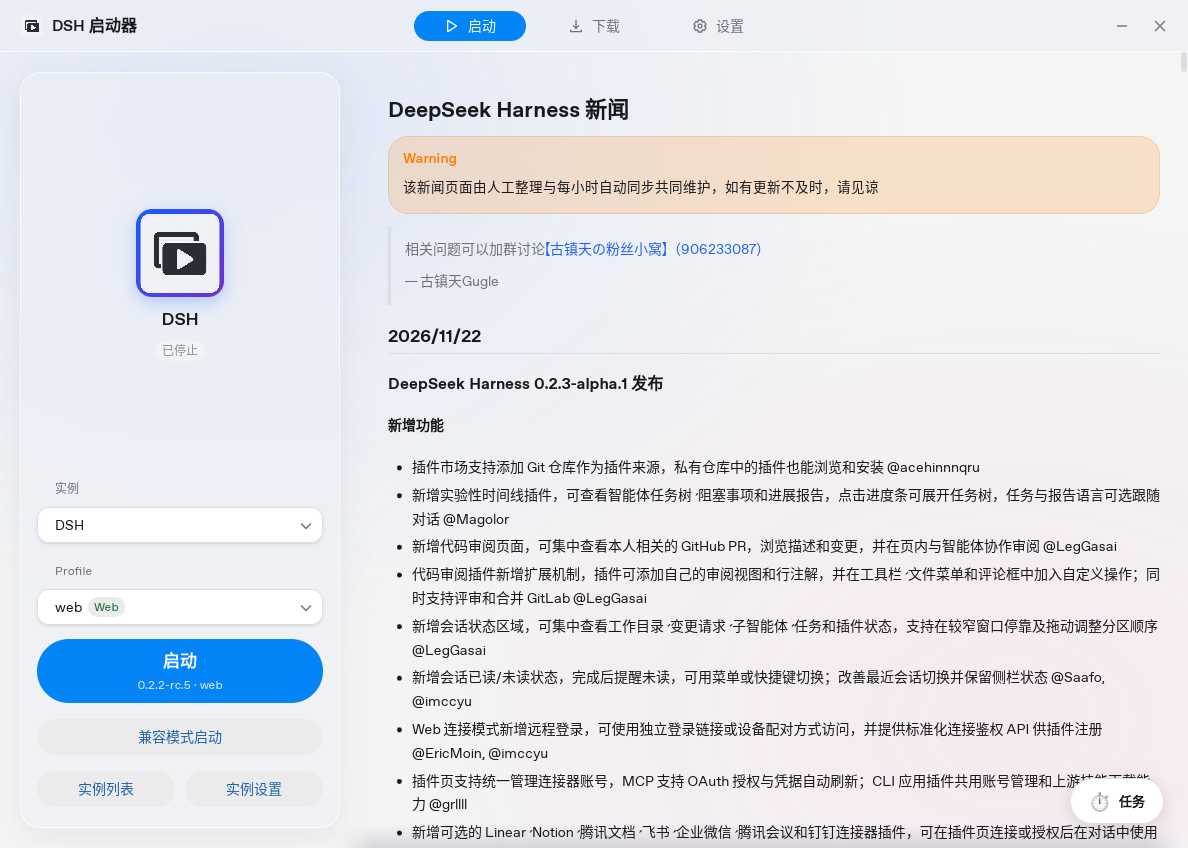 DSH 启动器
启动
下载
设置
DSH
已停止
实例
DSH
Profile
web Web
启动
0.2.2-rc.5 · web
兼容模式启动
实例列表
实例设置
DeepSeek Harness 新闻
Warning
该新闻页面由人工整理与每小时自动同步共同维护，如有更新不及时，请见谅
相关问题可以加群讨论【古镇天の粉丝小窝】（906233087）
— 古镇天Gugle
2026/11/22
DeepSeek Harness 0.2.3-alpha.1 发布
新增功能
• 插件市场支持添加 Git 仓库作为插件来源，私有仓库中的插件也能浏览和安装 @acehinnnqru
• 新增实验性时间线插件，可查看智能体任务树、阻塞事项和进展报告，点击进度条可展开任务树，任务与报告语言可选跟随
对话 @Magolor
• 新增代码审阅页面，可集中查看本人相关的 GitHub PR，浏览描述和变更，并在页内与智能体协作审阅 @LegGasai
• 代码审阅插件新增扩展机制，插件可添加自己的审阅视图和行注解，并在工具栏、文件菜单和评论框中加入自定义操作；同
时支持评审和合并 GitLab @LegGasai
• 新增会话状态区域，可集中查看工作目录、变更请求、子智能体、任务和插件状态，支持在较窄窗口停靠及拖动调整分区顺序
@LegGasai
• 新增会话已读/未读状态，完成后提醒未读，可用菜单或快捷键切换；改善最近会话切换并保留侧栏状态 @Saafo,
@imccyu
• Web 连接模式新增远程登录，可使用独立登录链接或设备配对方式访问，并提供标准化连接鉴权 API 供插件注册
@EricMoin, @imccyu
• 插件页支持统一管理连接器账号，MCP 支持 OAuth 授权与凭据自动刷新；CLI 应用插件共用账号管理和上游技能下载能
力 @grllll
• 新增可选的 Linear、Notion、腾讯文档、飞书、企业微信、腾讯会议和钉钉连接器插件，可在插件页连接或授权后在对话中使用
任务